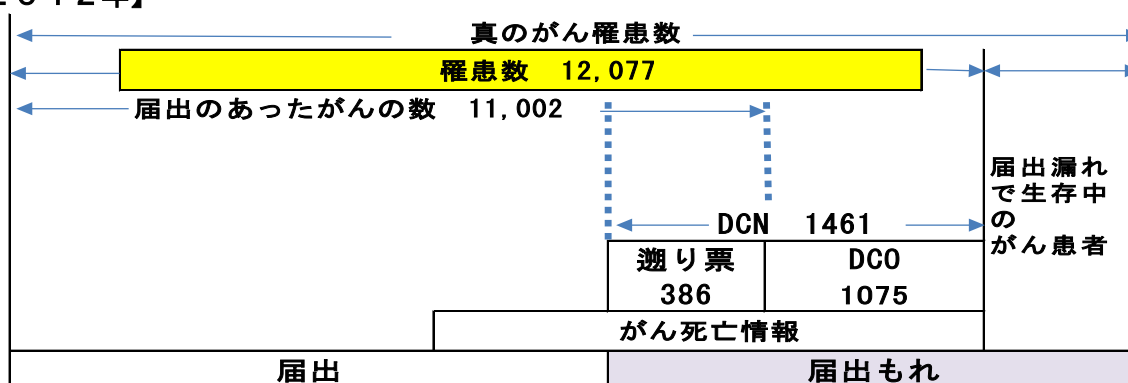 真のがん罹患数
罹患数 12,077
届出のあったがんの数 11,002
届出漏れ
で生存中
の
がん患者
DCN 1461
遡り票
386
DCO
1075
がん死亡情報
届出
届出もれ